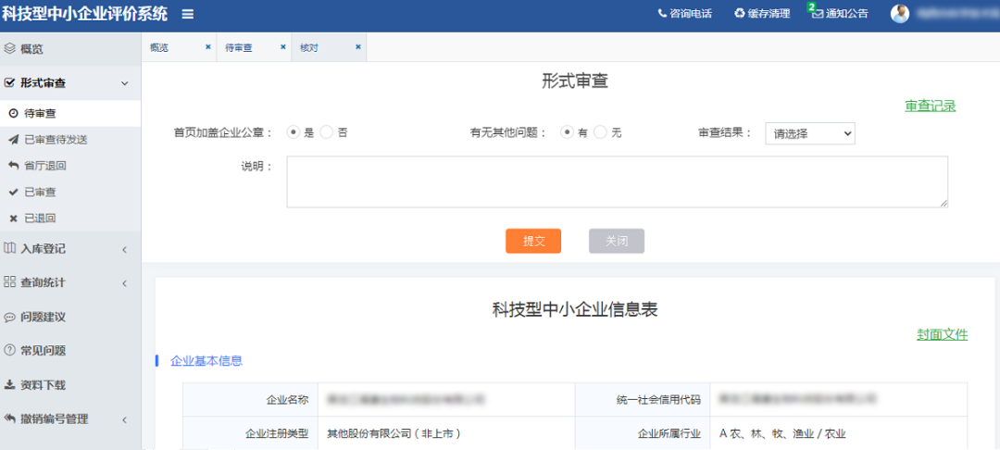 科技型中小企业评价系统
咨询电话 缓存清理 2 通知公告
概览 待审查 核对
概览
形式审查
待审查
已审查待发送
省厅退回
已审查
已退回
入库登记
查询统计
问题建议
常见问题
资料下载
撤销编号管理
形式审查
审查记录
首页加盖企业公章： 是 否 有无其他问题： 有 无 审查结果： 请选择
说明：
提交 关闭
科技型中小企业信息表
封面文件
企业基本信息
企业名称 统一社会信用代码
企业注册类型 其他股份有限公司（非上市） 企业所属行业 A 农、林、牧、渔业 / 农业